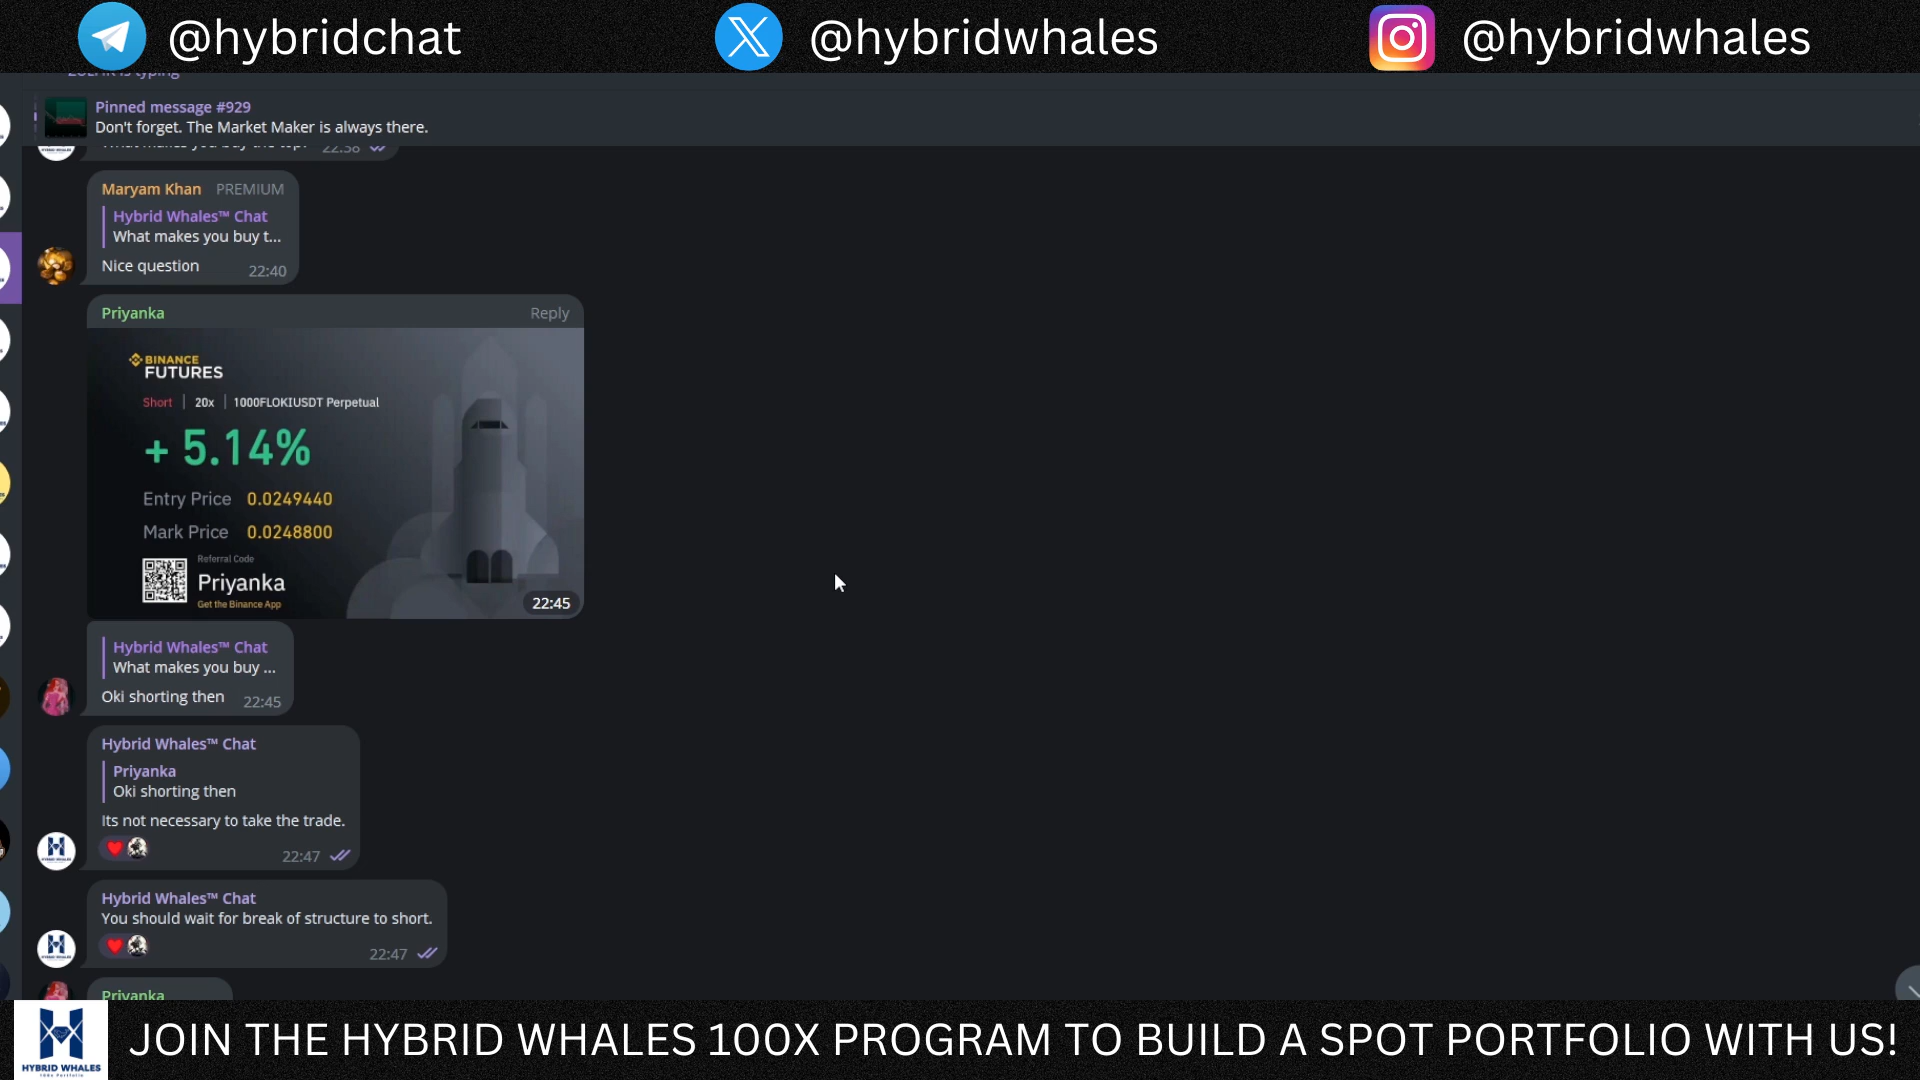 @hybridchat
@hybridwhales
@hybridwhales
Pinned message #929
Don't forget. The Market Maker is always there.
22:38
Maryam Khan PREMIUM
Hybrid Whales™ Chat
What makes you buy t...
Nice question 22:40
Priyanka Reply
BINANCE
FUTURES
Short | 20x | 1000FLOKIUSDT Perpetual
+ 5.14%
Entry Price 0.0249440
Mark Price 0.0248800
Referral Code
Priyanka
Get the Binance App
22:45
Hybrid Whales™ Chat
What makes you buy ...
Oki shorting then 22:45
Hybrid Whales™ Chat
Priyanka
Oki shorting then
Its not necessary to take the trade.
22:47
Hybrid Whales™ Chat
You should wait for break of structure to short.
22:47
Priyanka
HYBRID WHALES
JOIN THE HYBRID WHALES 100X PROGRAM TO BUILD A SPOT PORTFOLIO WITH US!